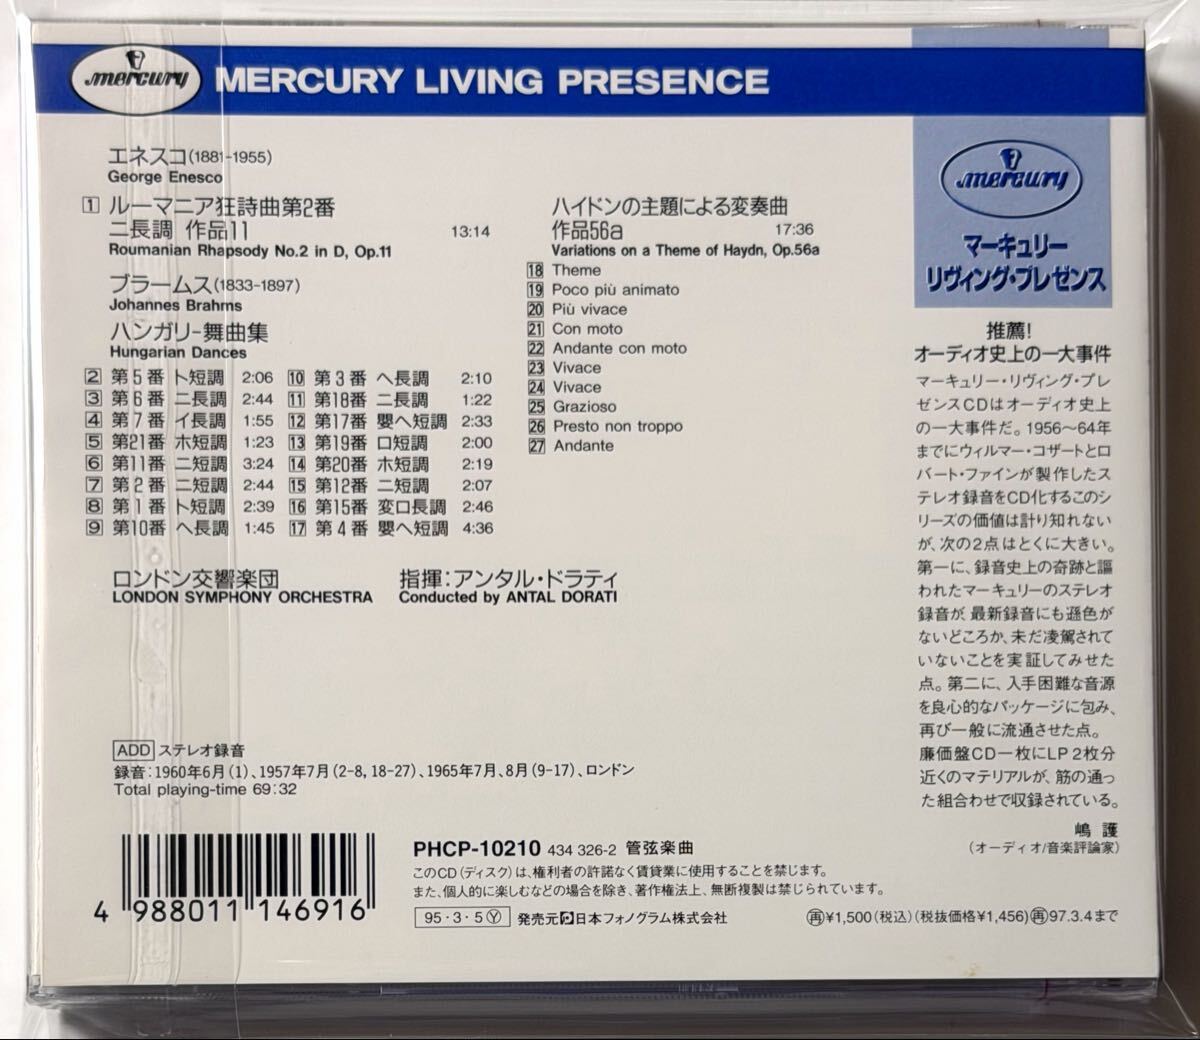 mercury MERCURY LIVING PRESENCE
エネスコ(1881-1955)
George Enesco
1 ルーマニア狂詩曲第2番
ニ長調 作品11 13:14
Roumanian Rhapsody No.2 in D, Op.11
ブラームス(1833-1897)
Johannes Brahms
ハンガリー舞曲集
Hungarian Dances
2 第5番 ト短調 2:06
3 第6番 ニ長調 2:44
4 第7番 イ長調 1:55
5 第21番 ホ短調 1:23
6 第11番 ニ短調 3:24
7 第2番 ニ短調 2:44
8 第1番 ト短調 2:39
9 第10番 ヘ長調 1:45
10 第3番 ヘ長調 2:10
11 第18番 ニ長調 1:22
12 第17番 嬰ヘ短調 2:33
13 第19番 ロ短調 2:00
14 第20番 ホ短調 2:19
15 第12番 ニ短調 2:07
16 第15番 変ロ長調 2:46
17 第4番 嬰ヘ短調 4:36
ハイドンの主題による変奏曲
作品56a 17:36
Variations on a Theme of Haydn, Op.56a
18 Theme
19 Poco più animato
20 Più vivace
21 Con moto
22 Andante con moto
23 Vivace
24 Vivace
25 Grazioso
26 Presto non troppo
27 Andante
ロンドン交響楽団
LONDON SYMPHONY ORCHESTRA
指揮:アンタル・ドラティ
Conducted by ANTAL DORATI
ADD ステレオ録音
録音:1960年6月(1)、1957年7月(2-8, 18-27)、1965年7月、8月(9-17)、ロンドン
Total playing-time 69:32
4 988011 146916
PHCP-10210 434 326-2 管弦楽曲
このCD(ディスク)は、権利者の許諾なく賃貸業に使用することを禁じます。
また、個人的に楽しむなどの場合を除き、著作権法上、無断複製は禁じられています。
95・3・5Ⓨ 発売元 P 日本フォノグラム株式会社
再¥1,500(税込)(税抜価格¥1,456)再97.3.4まで
mercury
マーキュリー
リヴィング・プレゼンス
推薦!
オーディオ史上の一大事件
マーキュリー・リヴィング・プレ
ゼンスCDはオーディオ史上
の一大事件だ。1956〜64年
までにウィルマー・コザートとロ
バート・ファインが製作したス
テレオ録音をCD化するこのシ
リーズの価値は計り知れない
が、次の2点はとくに大きい。
第一に、録音史上の奇跡と謳
われたマーキュリーのステレオ
録音が、最新録音にも遜色が
ないどころか、未だ凌駕されて
いないことを実証してみせた
点。第二に、入手困難な音源
を良心的なパッケージに包み、
再び一般に流通させた点。
廉価盤CD一枚にLP2枚分
近くのマテリアルが、筋の通っ
た組合わせで収録されている。
嶋 護
(オーディオ/音楽評論家)